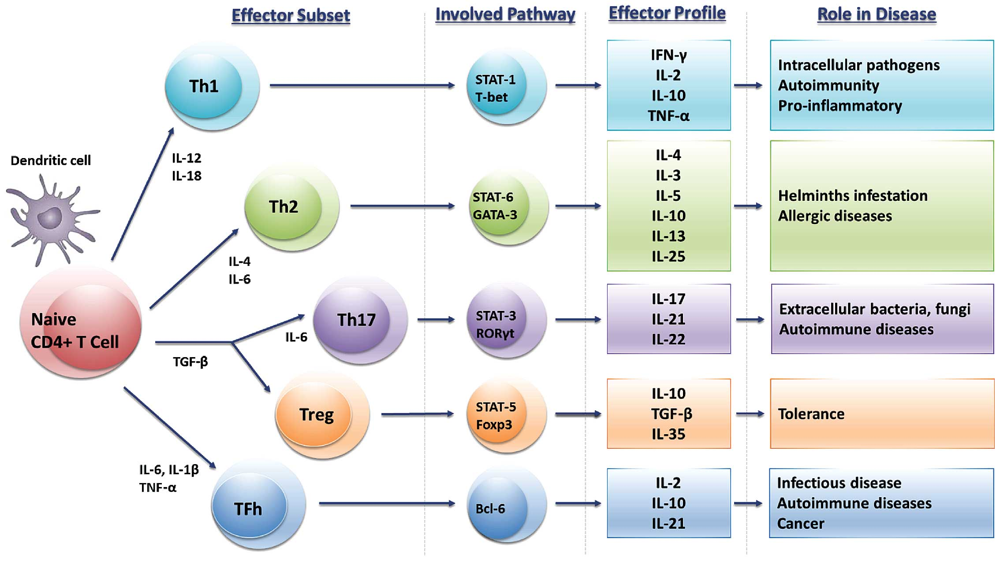 Effector Subset
Involved Pathway
Effector Profile
Role in Disease
Dendritic cell
Naive
CD4+ T Cell
IL-12
IL-18
Th1
STAT-1
T-bet
IFN-γ
IL-2
IL-10
TNF-α
Intracellular pathogens
Autoimmunity
Pro-inflammatory
IL-4
IL-6
Th2
STAT-6
GATA-3
IL-4
IL-3
IL-5
IL-10
IL-13
IL-25
Helminths infestation
Allergic diseases
TGF-β
IL-6
Th17
STAT-3
RORγt
IL-17
IL-21
IL-22
Extracellular bacteria, fungi
Autoimmune diseases
Treg
STAT-5
Foxp3
IL-10
TGF-β
IL-35
Tolerance
IL-6, IL-1β
TNF-α
TFh
Bcl-6
IL-2
IL-10
IL-21
Infectious disease
Autoimmune diseases
Cancer